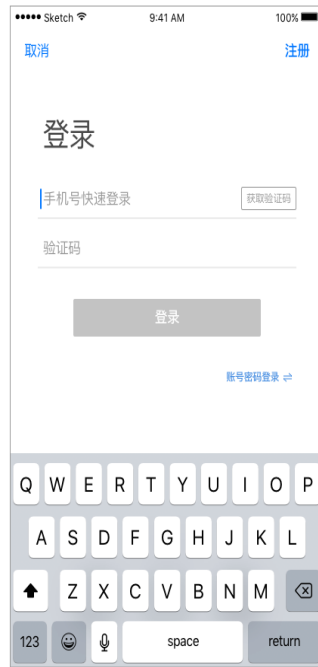 Sketch 9:41 AM 100%
取消 注册
登录
手机号快速登录 获取验证码
验证码
登录
账号密码登录 ⇌
Q W E R T Y U I O P
A S D F G H J K L
Z X C V B N M
123 space return